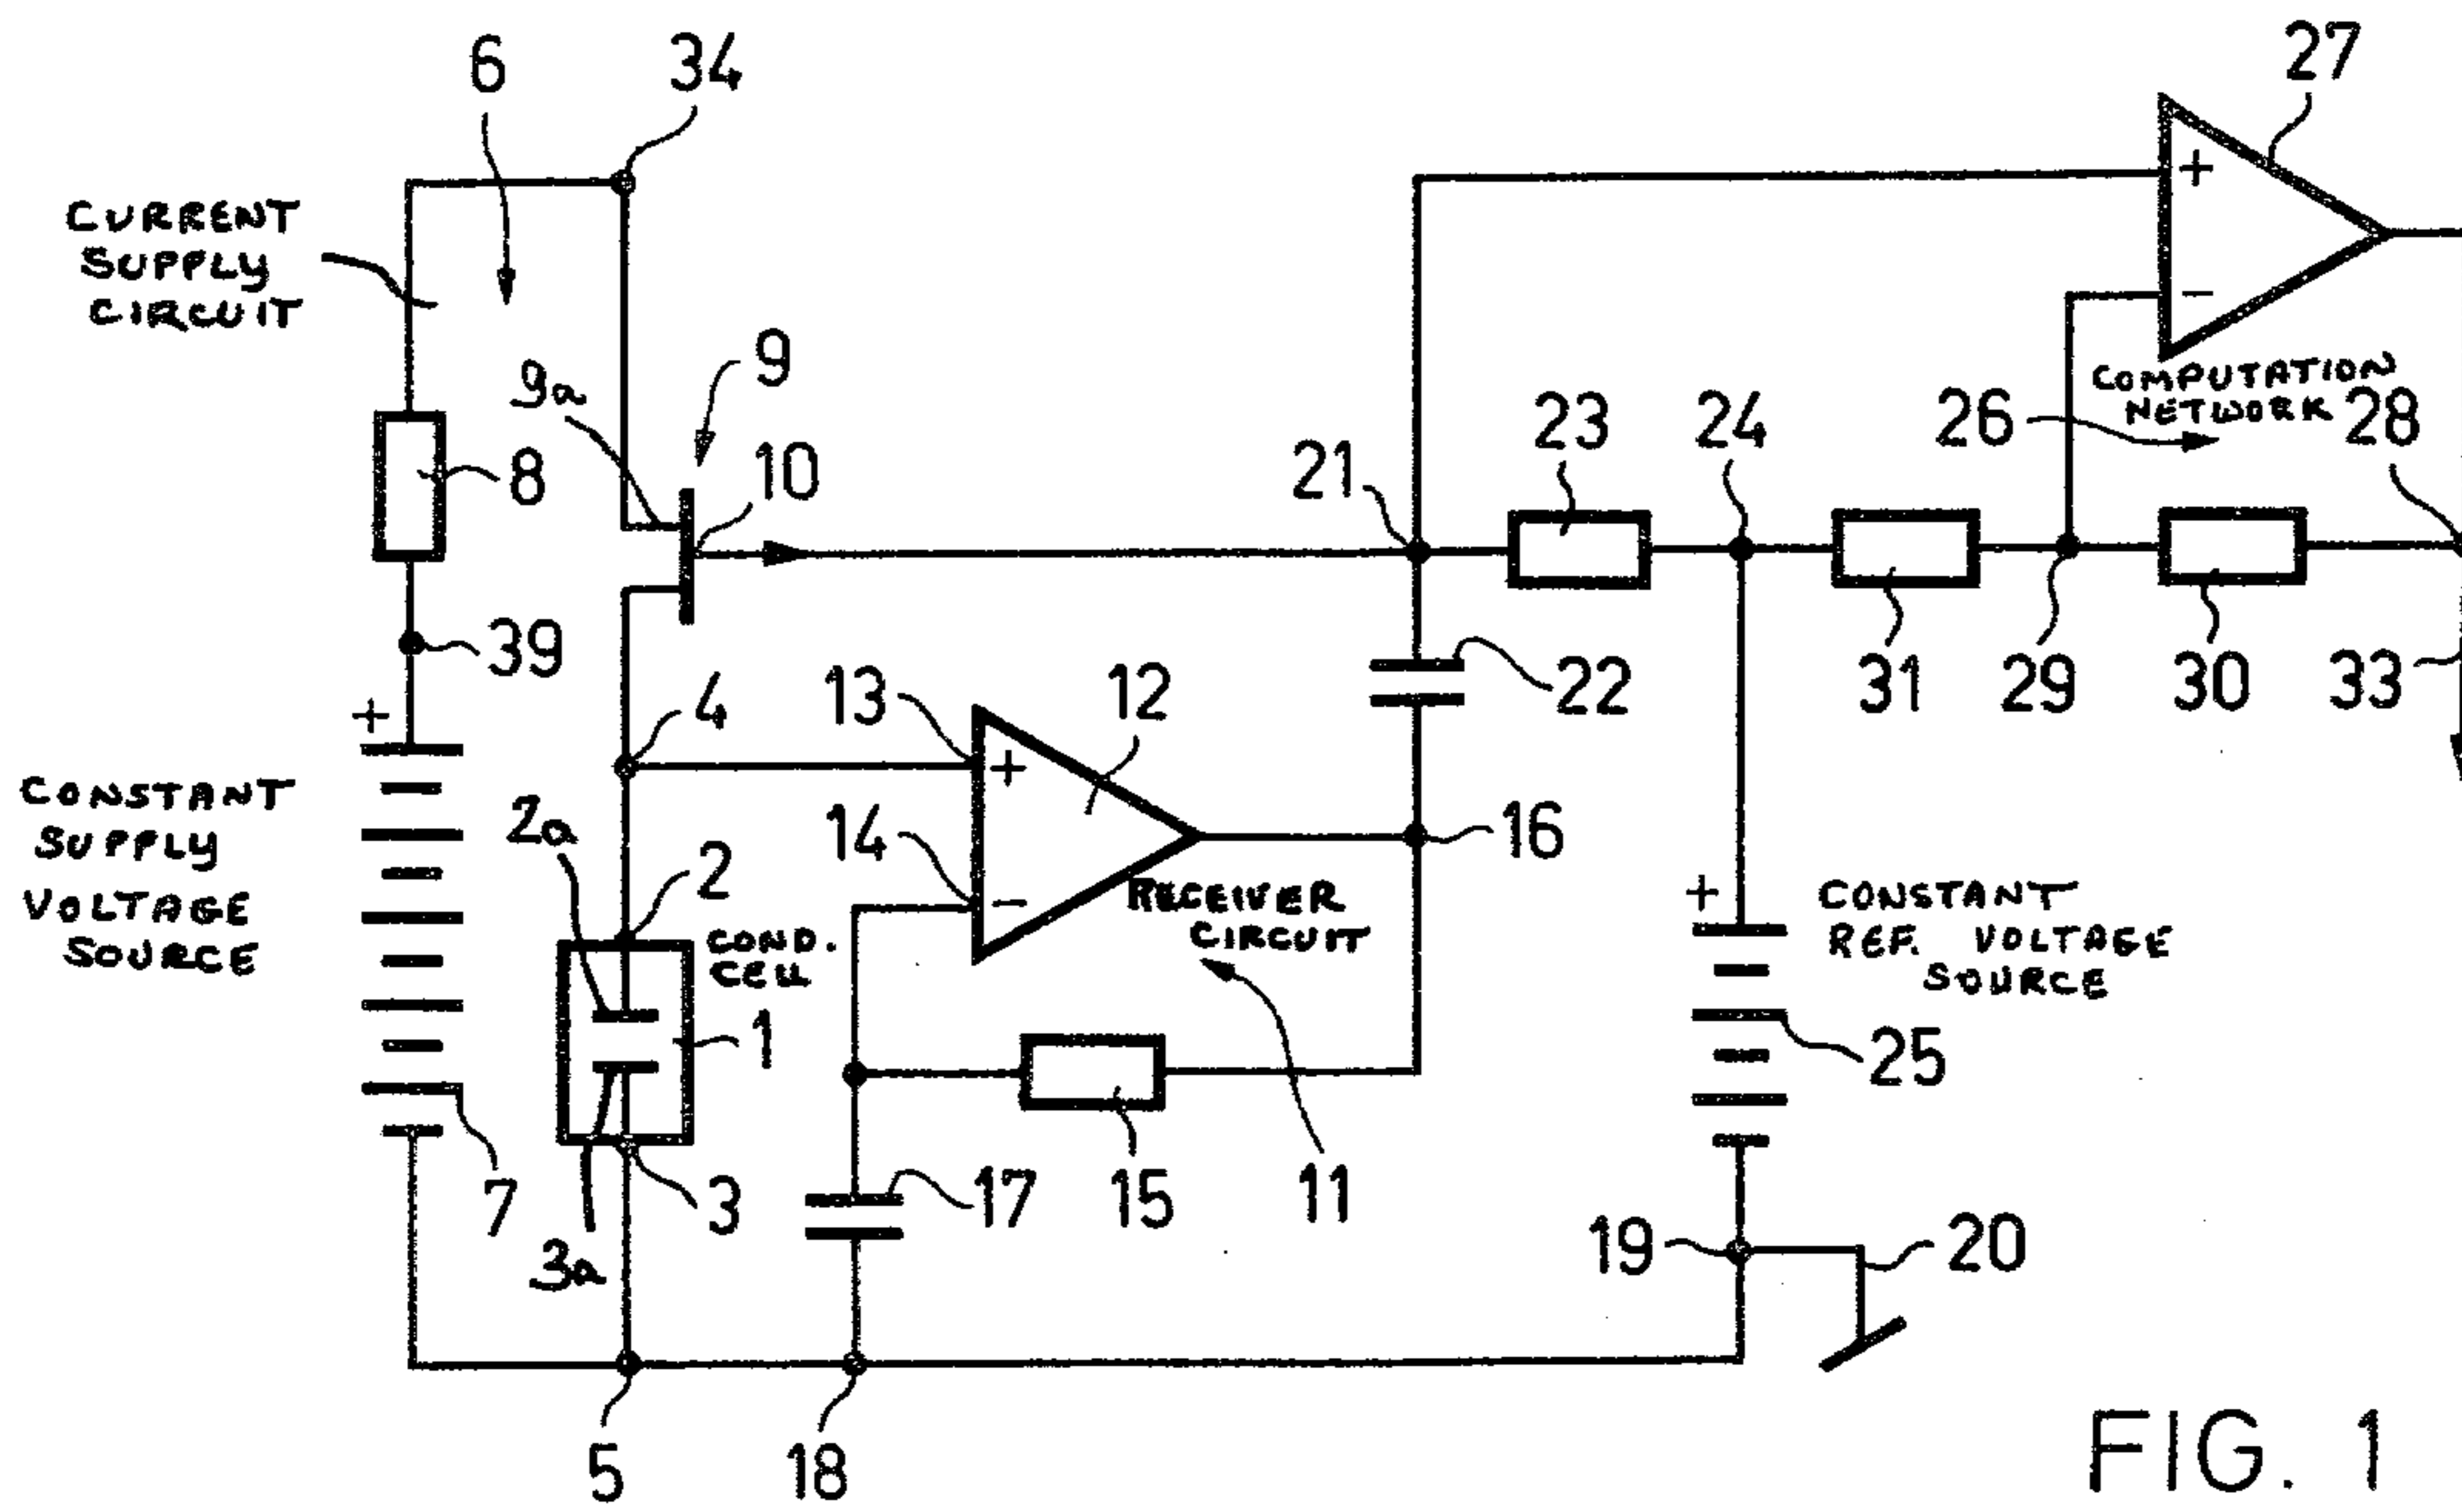 6
34
27
CURRENT
SUPPLY
CIRCUIT
+
−
9
9a
8
10
21
23
24
26
COMPUTATION
NETWORK
28
39
+
4
13
12
22
31
29
30
33
CONSTANT
SUPPLY
VOLTAGE
SOURCE
2a
2
14
+
−
16
COND.
CELL
1
RECEIVER
CIRCUIT
+
CONSTANT
REF. VOLTAGE
SOURCE
25
7
3
3a
17
15
11
19
20
5
18
FIG. 1